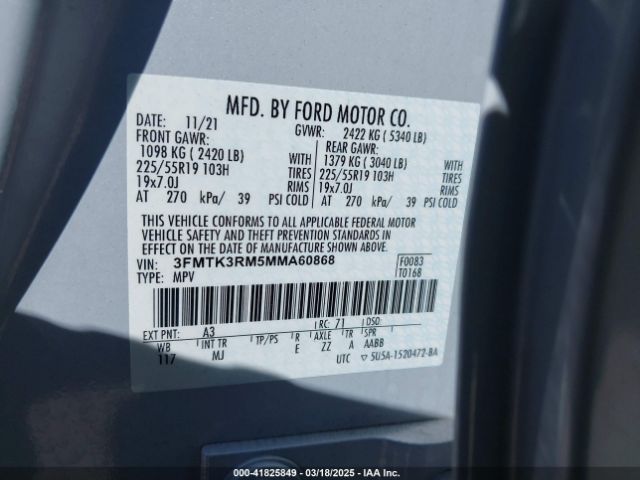 MFD. BY FORD MOTOR CO.
DATE: 11/21 GVWR: 2422 KG ( 5340 LB)
FRONT GAWR: REAR GAWR:
1098 KG ( 2420 LB) WITH 1379 KG ( 3040 LB) WITH
225/55R19 103H TIRES 225/55R19 103H TIRES
19x7.0J RIMS 19x7.0J RIMS
AT 270 kPa/ 39 PSI COLD AT 270 kPa/ 39 PSI COLD
THIS VEHICLE CONFORMS TO ALL APPLICABLE FEDERAL MOTOR
VEHICLE SAFETY AND THEFT PREVENTION STANDARDS IN
EFFECT ON THE DATE OF MANUFACTURE SHOWN ABOVE.
VIN: 3FMTK3RM5MMA60868 F0083
TYPE: MPV T0168
EXT PNT: A3 RC: 71 DSO:
WB INT TR TP/PS R AXLE TR SPR
117 MJ E ZZ A AABB
UTC ▽ 5U5A-1520472-BA
000-41825849 | 03/18/2025 | IAA Inc.